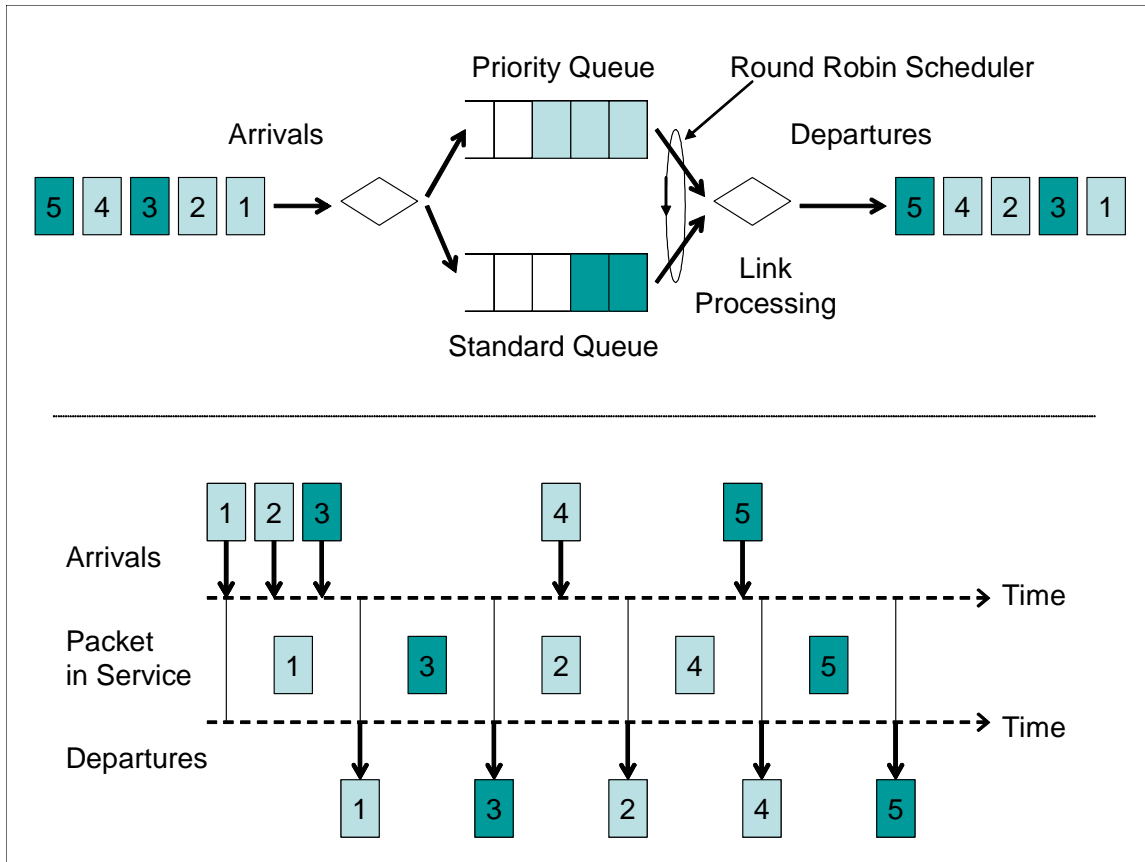 Priority Queue
Round Robin Scheduler
Arrivals
Departures
5 4 3 2 1
5 4 2 3 1
Link
Processing
Standard Queue
1 2 3 4 5
Arrivals
Time
Packet
in Service
1 3 2 4 5
Time
Departures
1 3 2 4 5